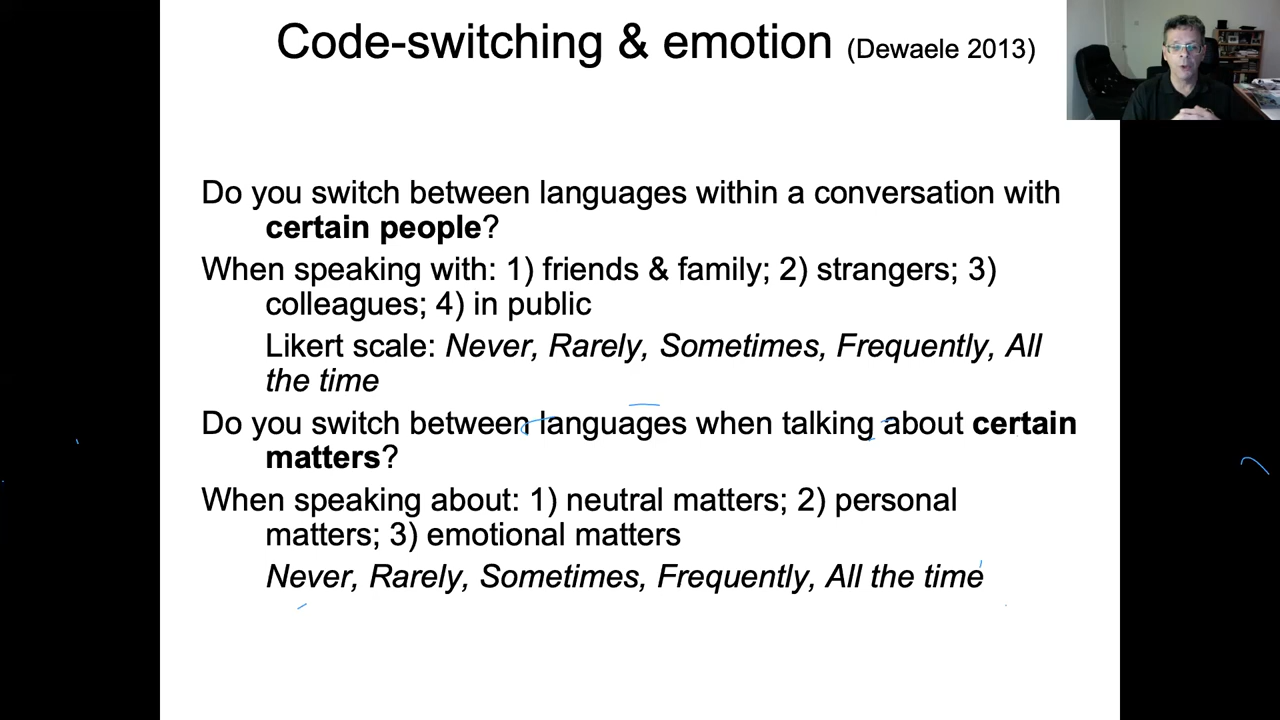 Code-switching & emotion (Dewaele 2013)
Do you switch between languages within a conversation with
certain people?
When speaking with: 1) friends & family; 2) strangers; 3)
colleagues; 4) in public
Likert scale: Never, Rarely, Sometimes, Frequently, All
the time
Do you switch between languages when talking about certain
matters?
When speaking about: 1) neutral matters; 2) personal
matters; 3) emotional matters
Never, Rarely, Sometimes, Frequently, All the time